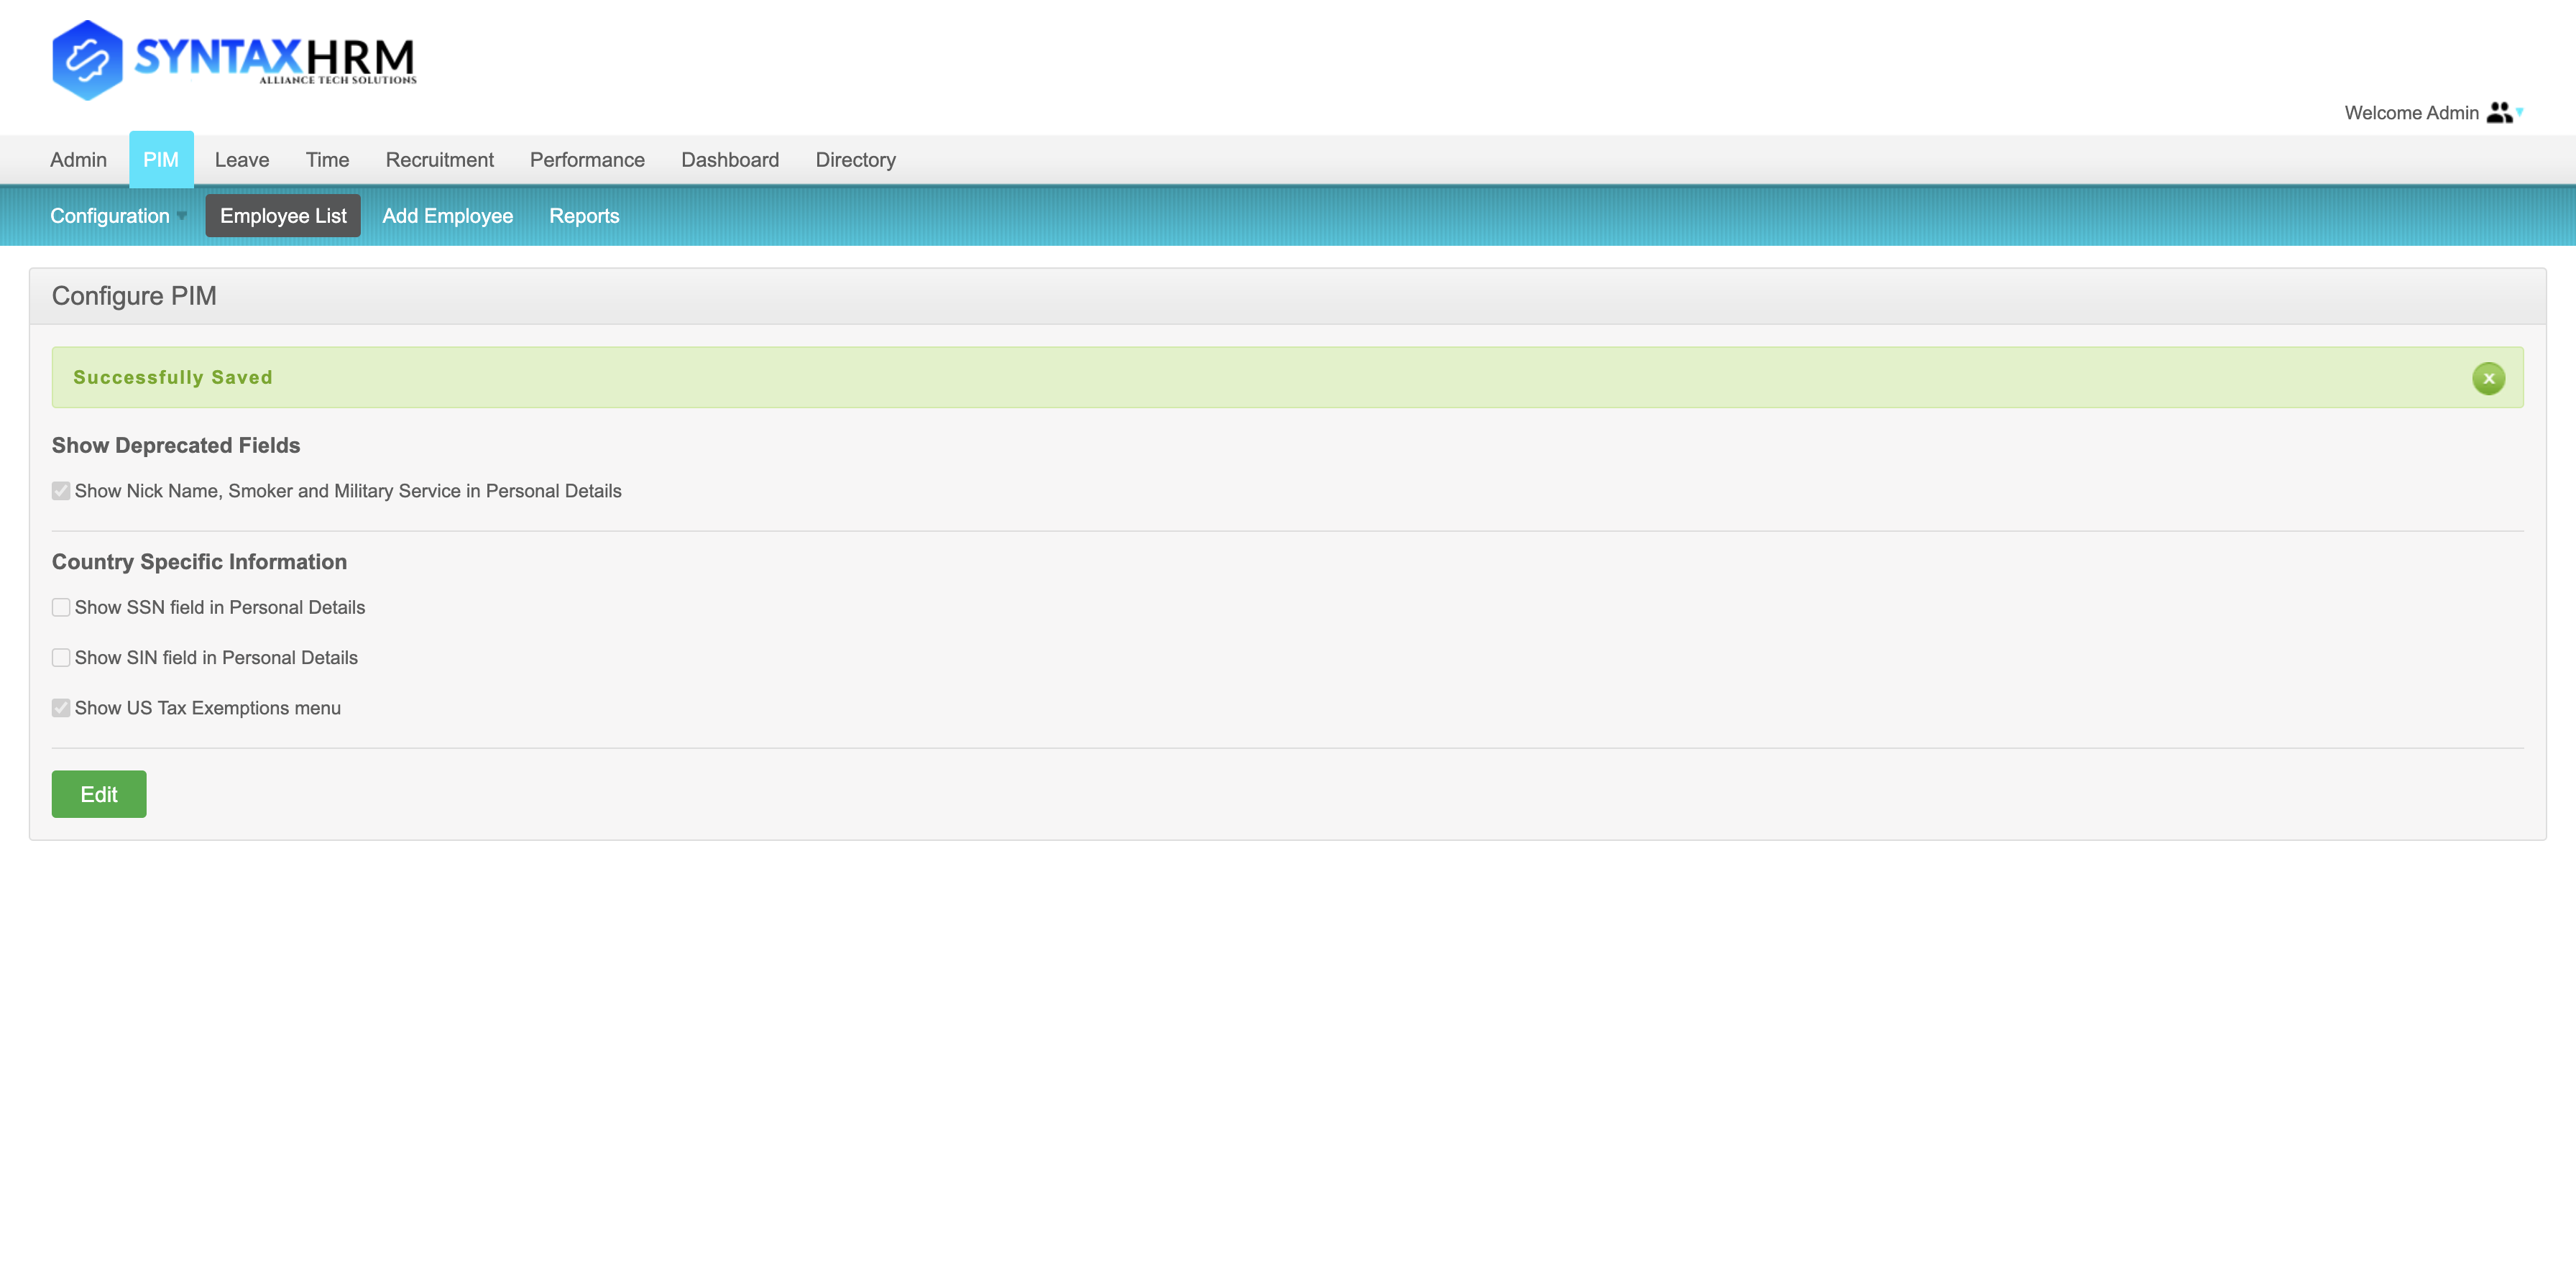 SYNTAXHRM
ALLIANCE TECH SOLUTIONS
Welcome Admin
Admin PIM Leave Time Recruitment Performance Dashboard Directory
Configuration Employee List Add Employee Reports
Configure PIM
Successfully Saved
Show Deprecated Fields
Show Nick Name, Smoker and Military Service in Personal Details
Country Specific Information
Show SSN field in Personal Details
Show SIN field in Personal Details
Show US Tax Exemptions menu
Edit